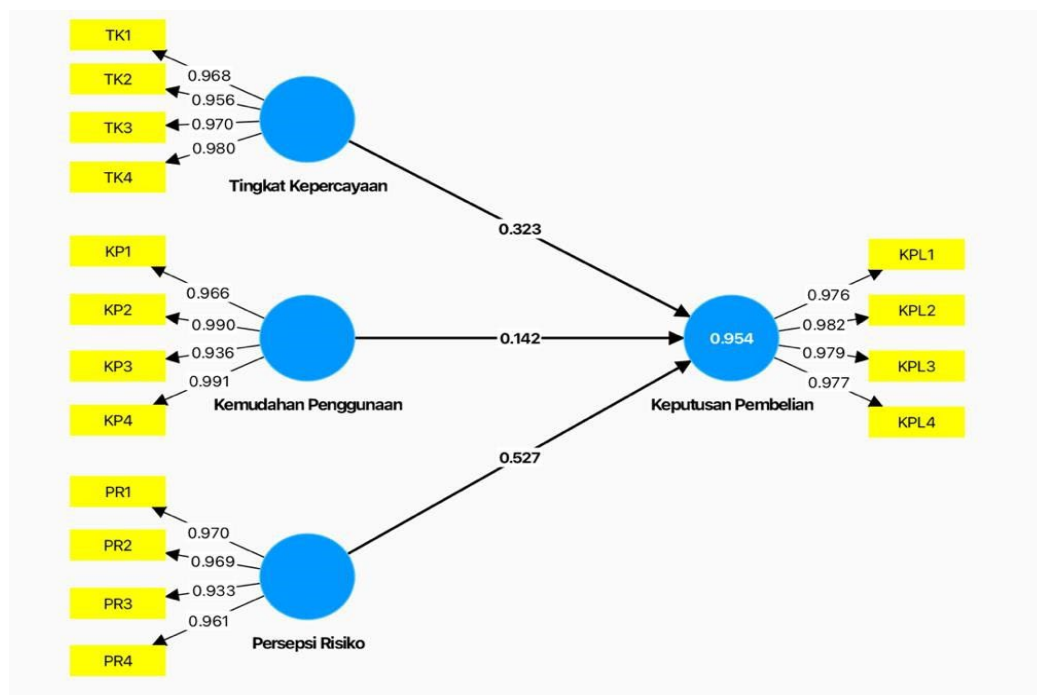 TK1
0.968
TK2
0.956
TK3
0.970
0.980
TK4
Tingkat Kepercayaan
0.323
KP1
0.966
KP2
0.990
0.936
KP3
0.991
KP4
Kemudahan Penggunaan
0.142
PR1
0.970
PR2
0.969
0.933
PR3
0.961
PR4
Persepsi Risiko
0.527
0.954
Keputusan Pembelian
KPL1
0.976
KPL2
0.982
0.979
KPL3
0.977
KPL4